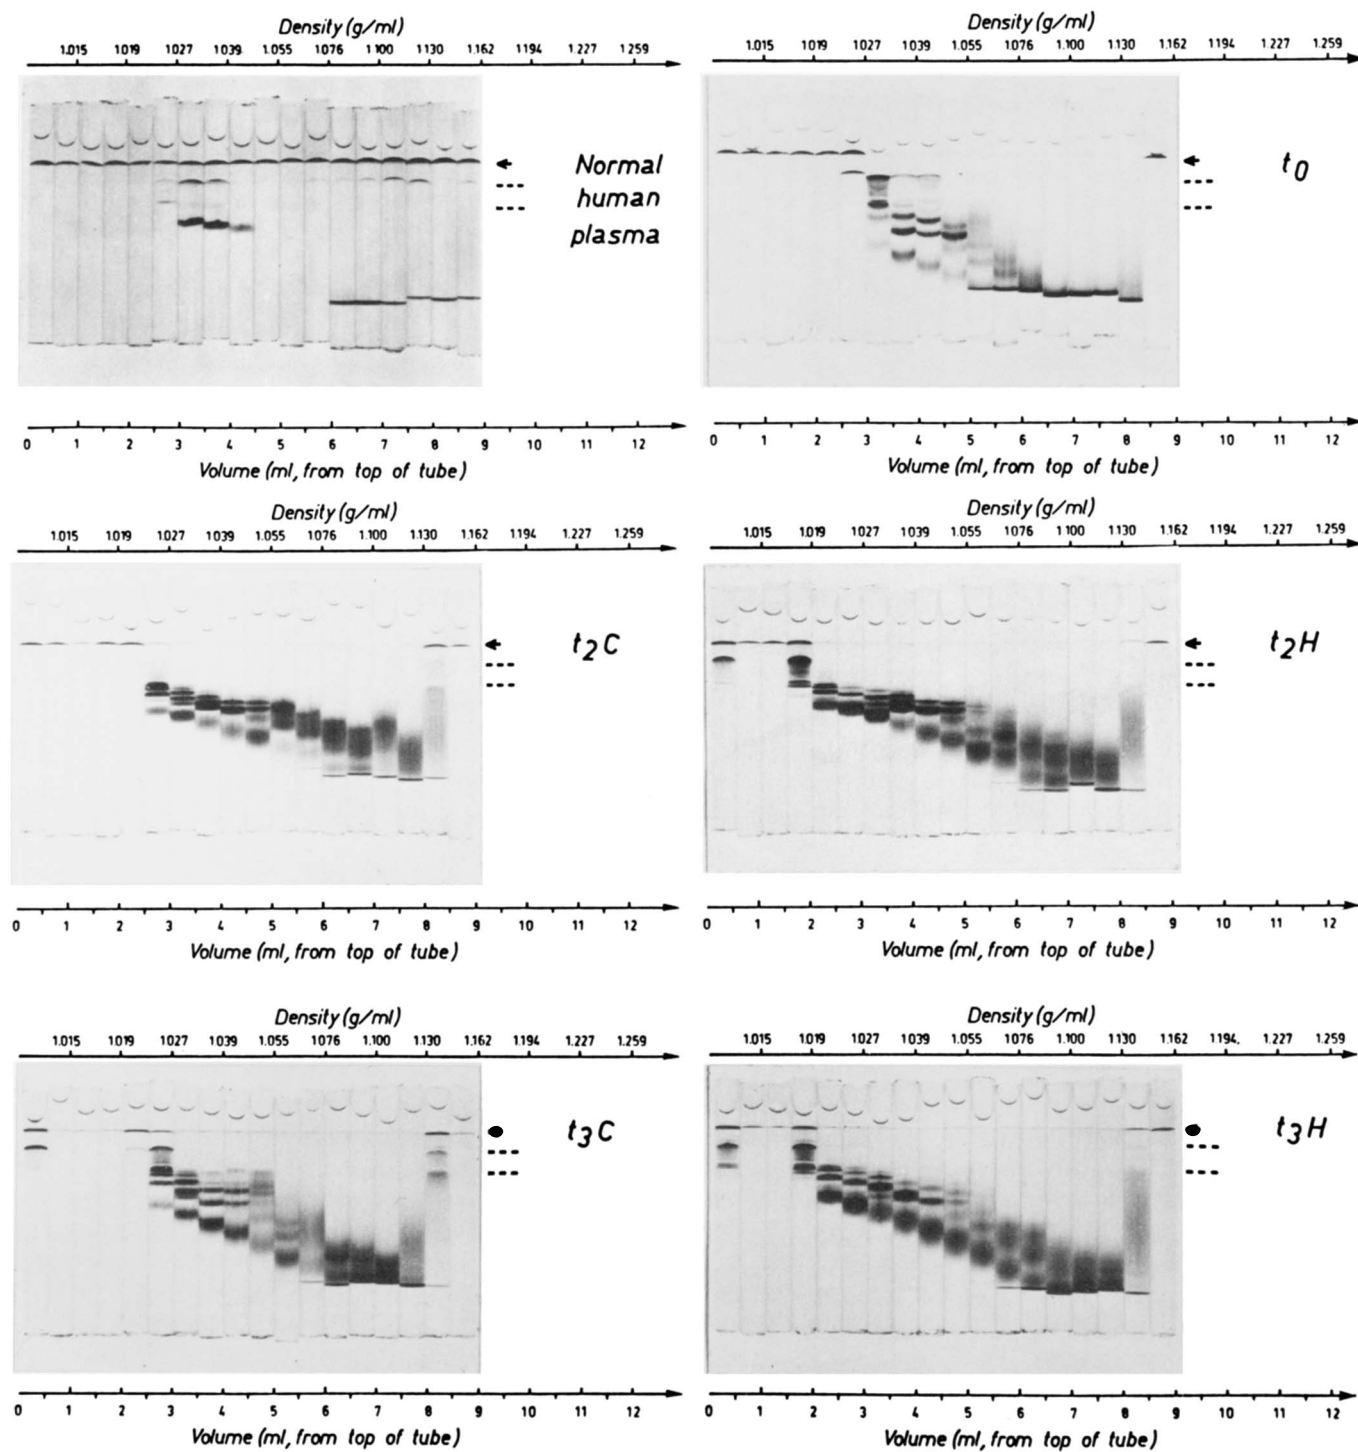 Density (g/ml)
1.015 1.019 1.027 1.039 1.055 1.076 1.100 1.130 1.162 1.194 1.227 1.259
Normal
human
plasma
0 1 2 3 4 5 6 7 8 9 10 11 12
Volume (ml, from top of tube)
Density (g/ml)
1.015 1.019 1.027 1.039 1.055 1.076 1.100 1.130 1.162 1.194 1.227 1.259
t0
0 1 2 3 4 5 6 7 8 9 10 11 12
Volume (ml, from top of tube)
Density (g/ml)
1.015 1.019 1.027 1.039 1.055 1.076 1.100 1.130 1.162 1.194 1.227 1.259
t2C
0 1 2 3 4 5 6 7 8 9 10 11 12
Volume (ml, from top of tube)
Density (g/ml)
1.015 1.019 1.027 1.039 1.055 1.076 1.100 1.130 1.162 1.194 1.227 1.259
t2H
0 1 2 3 4 5 6 7 8 9 10 11 12
Volume (ml, from top of tube)
Density (g/ml)
1.015 1.019 1.027 1.039 1.055 1.076 1.100 1.130 1.162 1.194 1.227 1.259
t3C
0 1 2 3 4 5 6 7 8 9 10 11 12
Volume (ml, from top of tube)
Density (g/ml)
1.015 1.019 1.027 1.039 1.055 1.076 1.100 1.130 1.162 1.194. 1.227 1.259
t3H
0 1 2 3 4 5 6 7 8 9 10 11 12
Volume (ml, from top of tube)